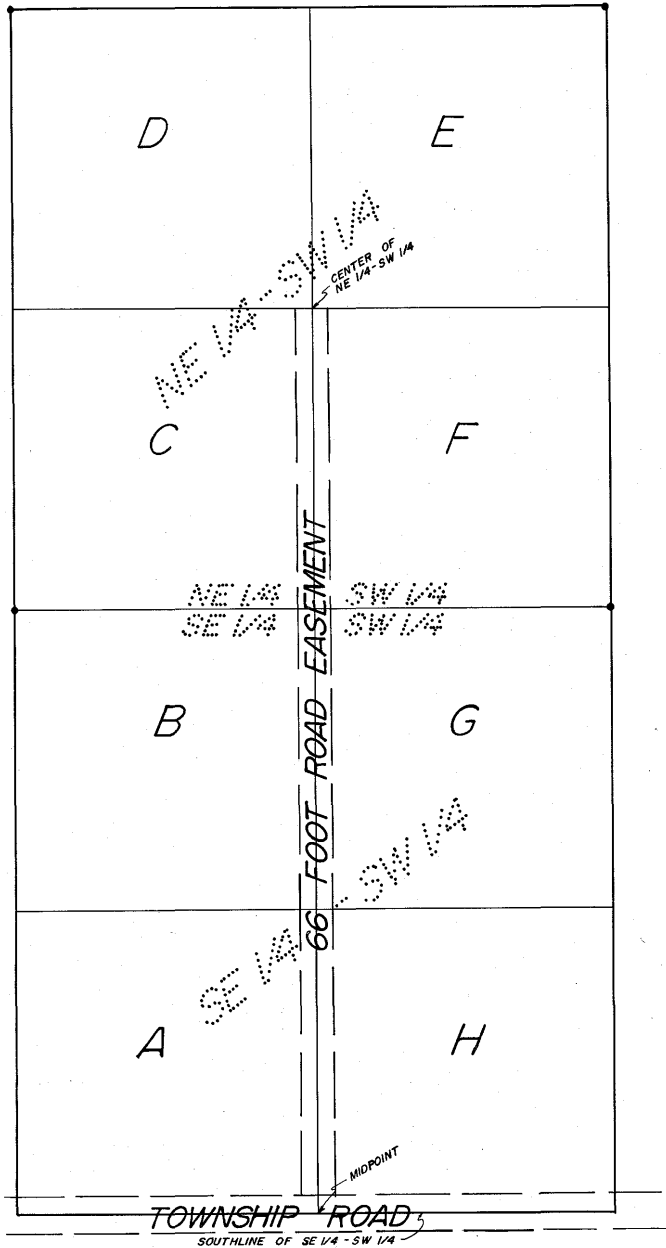 D
E
NE 1/4 - SW 1/4
CENTER OF
NE 1/4 - SW 1/4
C
F
NE 1/4 SW 1/4
SE 1/4 SW 1/4
66 FOOT ROAD EASEMENT
B
G
SE 1/4 - SW 1/4
A
H
MIDPOINT
TOWNSHIP ROAD
SOUTHLINE OF SE 1/4 - SW 1/4